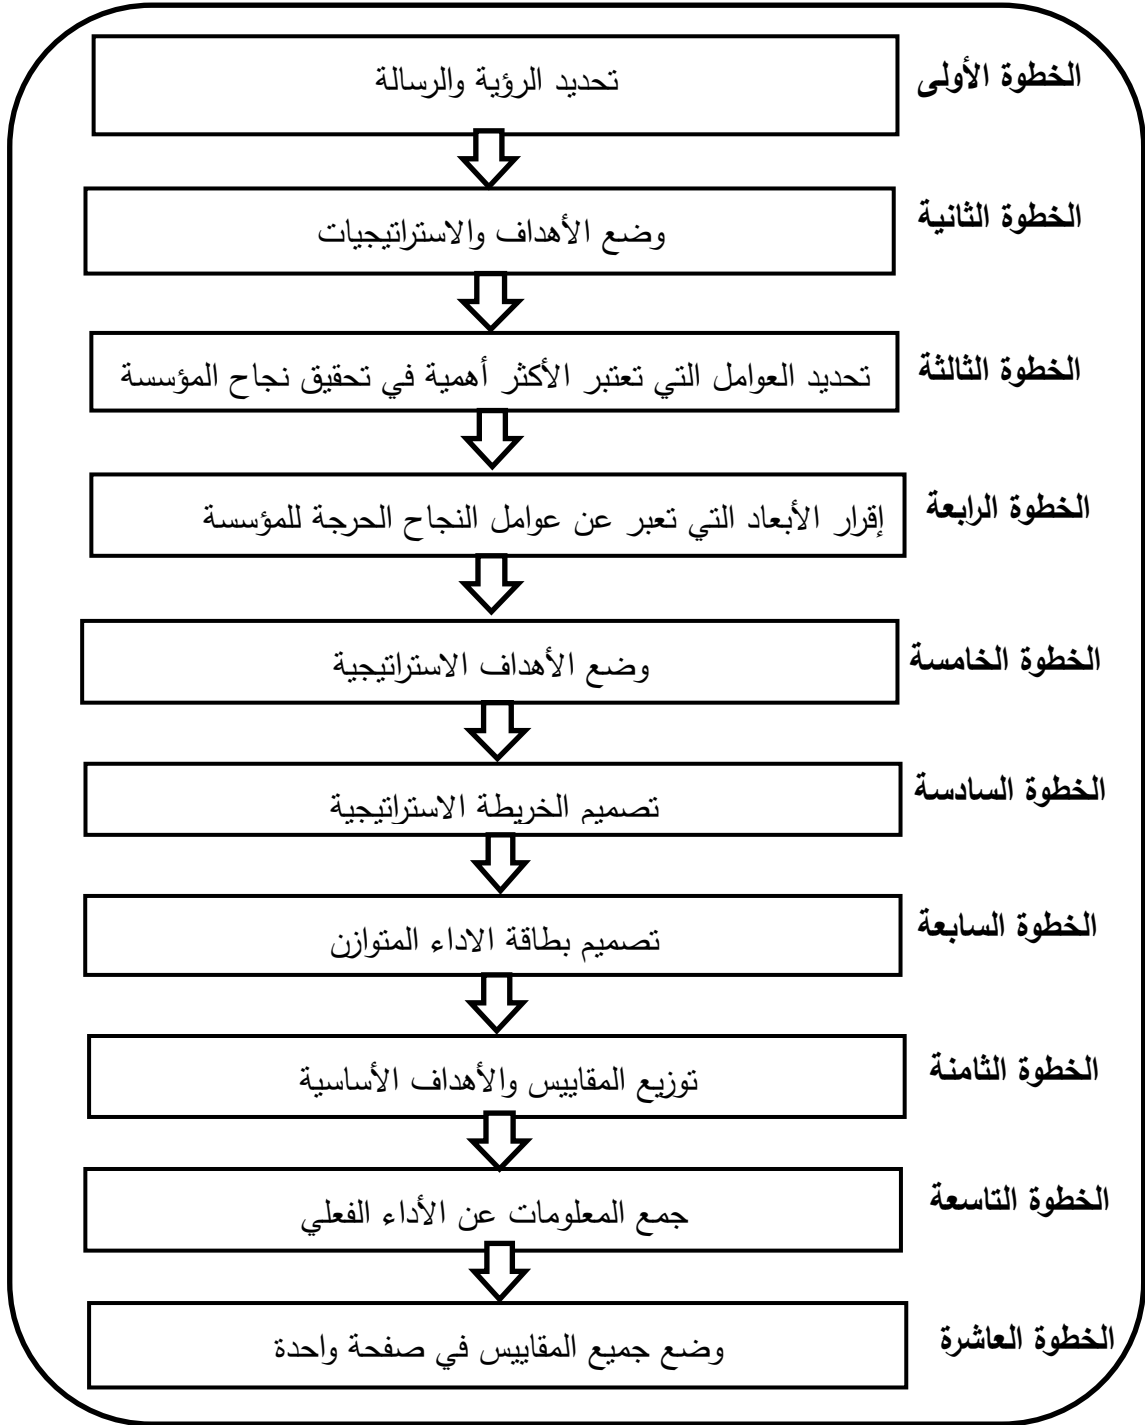 الخطوة الأولى
تحديد الرؤية والرسالة
الخطوة الثانية
وضع الأهداف والاستراتيجيات
الخطوة الثالثة
تحديد العوامل التي تعتبر الأكثر أهمية في تحقيق نجاح المؤسسة
الخطوة الرابعة
إقرار الأبعاد التي تعبر عن عوامل النجاح الحرجة للمؤسسة
الخطوة الخامسة
وضع الأهداف الاستراتيجية
الخطوة السادسة
تصميم الخريطة الاستراتيجية
الخطوة السابعة
تصميم بطاقة الاداء المتوازن
الخطوة الثامنة
توزيع المقاييس والأهداف الأساسية
الخطوة التاسعة
جمع المعلومات عن الأداء الفعلي
الخطوة العاشرة
وضع جميع المقاييس في صفحة واحدة